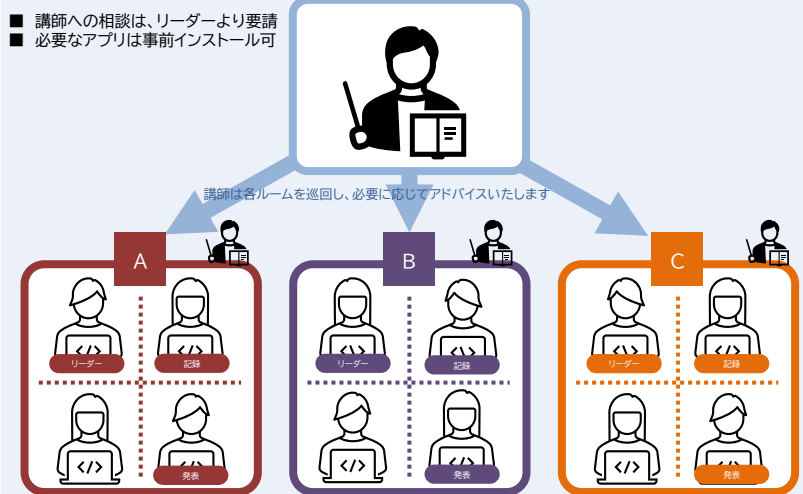 ■ 講師への相談は、リーダーより要請
■ 必要なアプリは事前インストール可
講師は各ルームを巡回し、必要に応じてアドバイスいたします
A
B
C
リーダー
記録
リーダー
記録
リーダー
記録
</>
</>
</>
</>
</>
</>
発表
発表
発表
</>
</>
</>
</>
</>
</>